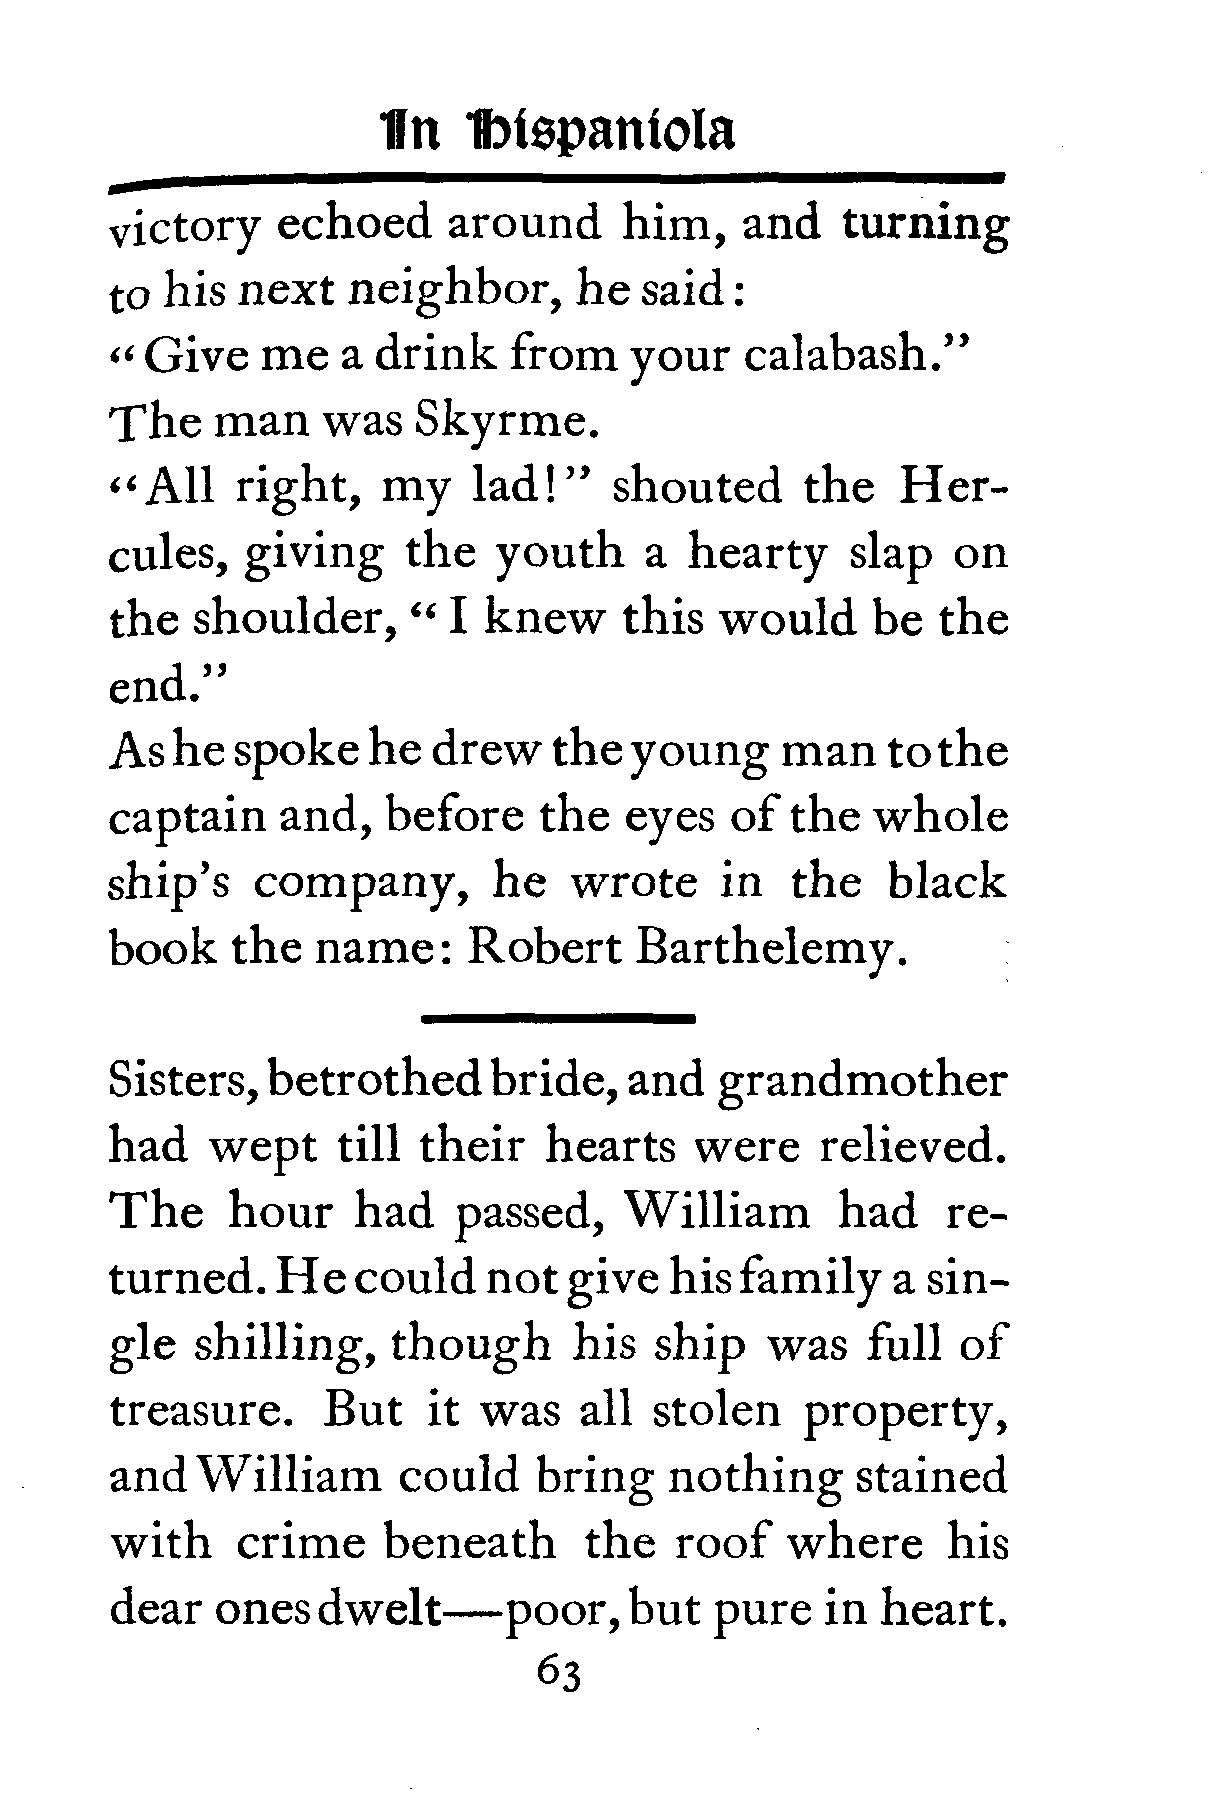 In Hispaniola
victory echoed around him, and turning
to his next neighbor, he said:
"Give me a drink from your calabash."
The man was Skyrme.
"All right, my lad!" shouted the Her-
cules, giving the youth a hearty slap on
the shoulder, "I knew this would be the
end."
As he spoke he drew the young man to the
captain and, before the eyes of the whole
ship's company, he wrote in the black
book the name: Robert Barthelemy.
Sisters, betrothed bride, and grandmother
had wept till their hearts were relieved.
The hour had passed, William had re-
turned. He could not give his family a sin-
gle shilling, though his ship was full of
treasure. But it was all stolen property,
and William could bring nothing stained
with crime beneath the roof where his
dear ones dwelt—poor, but pure in heart.
63